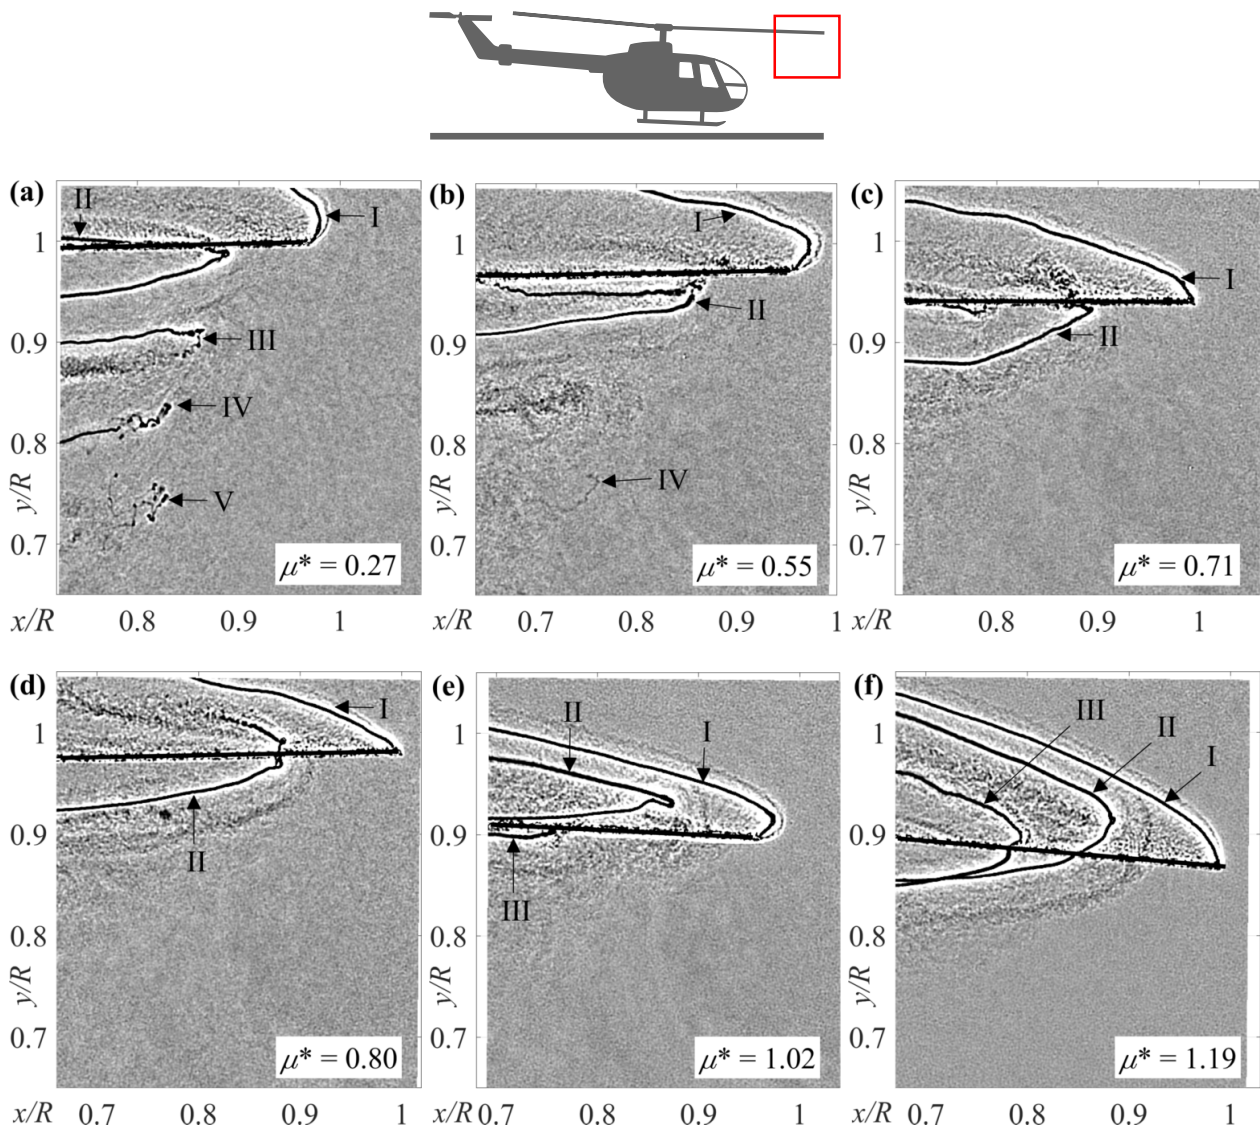 (a)
II
I
III
IV
V
1
0.9
0.8
0.7
y/R
μ* = 0.27
x/R 0.8 0.9 1
(b)
I
II
IV
1
0.9
0.8
0.7
y/R
μ* = 0.55
x/R 0.7 0.8 0.9 1
(c)
I
II
1
0.9
0.8
0.7
y/R
μ* = 0.71
x/R 0.8 0.9 1
(d)
I
II
1
0.9
0.8
0.7
y/R
μ* = 0.80
x/R 0.7 0.8 0.9 1
(e)
II
I
III
1
0.9
0.8
0.7
y/R
μ* = 1.02
x/R 0.7 0.8 0.9 1
(f)
III
II
I
1
0.9
0.8
0.7
y/R
μ* = 1.19
x/R 0.7 0.8 0.9 1